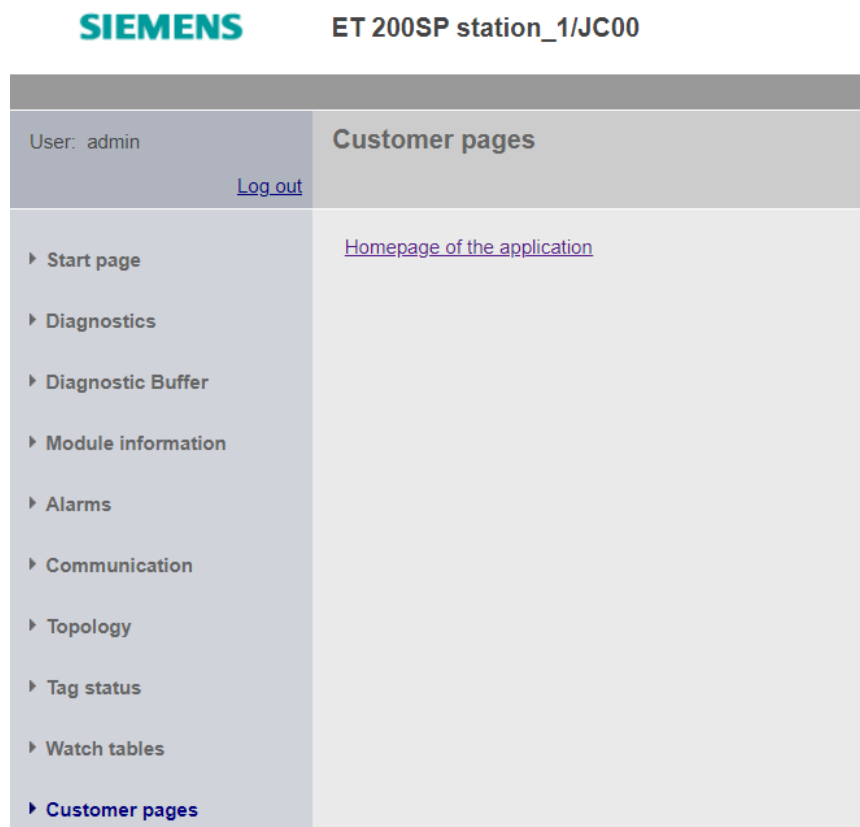 SIEMENS
ET 200SP station_1/JC00
User: admin
Log out
Customer pages
Start page
Diagnostics
Diagnostic Buffer
Module information
Alarms
Communication
Topology
Tag status
Watch tables
Customer pages
Homepage of the application